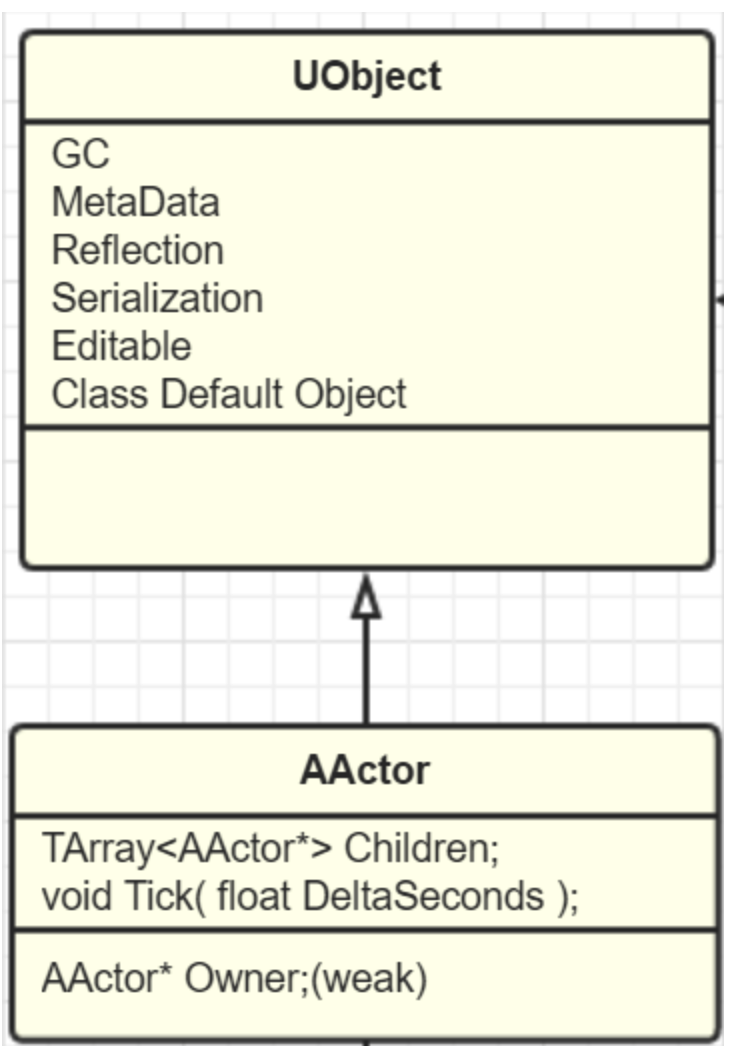 UObject
GC
MetaData
Reflection
Serialization
Editable
Class Default Object
AActor
TArray<AActor*> Children;
void Tick( float DeltaSeconds );
AActor* Owner;(weak)